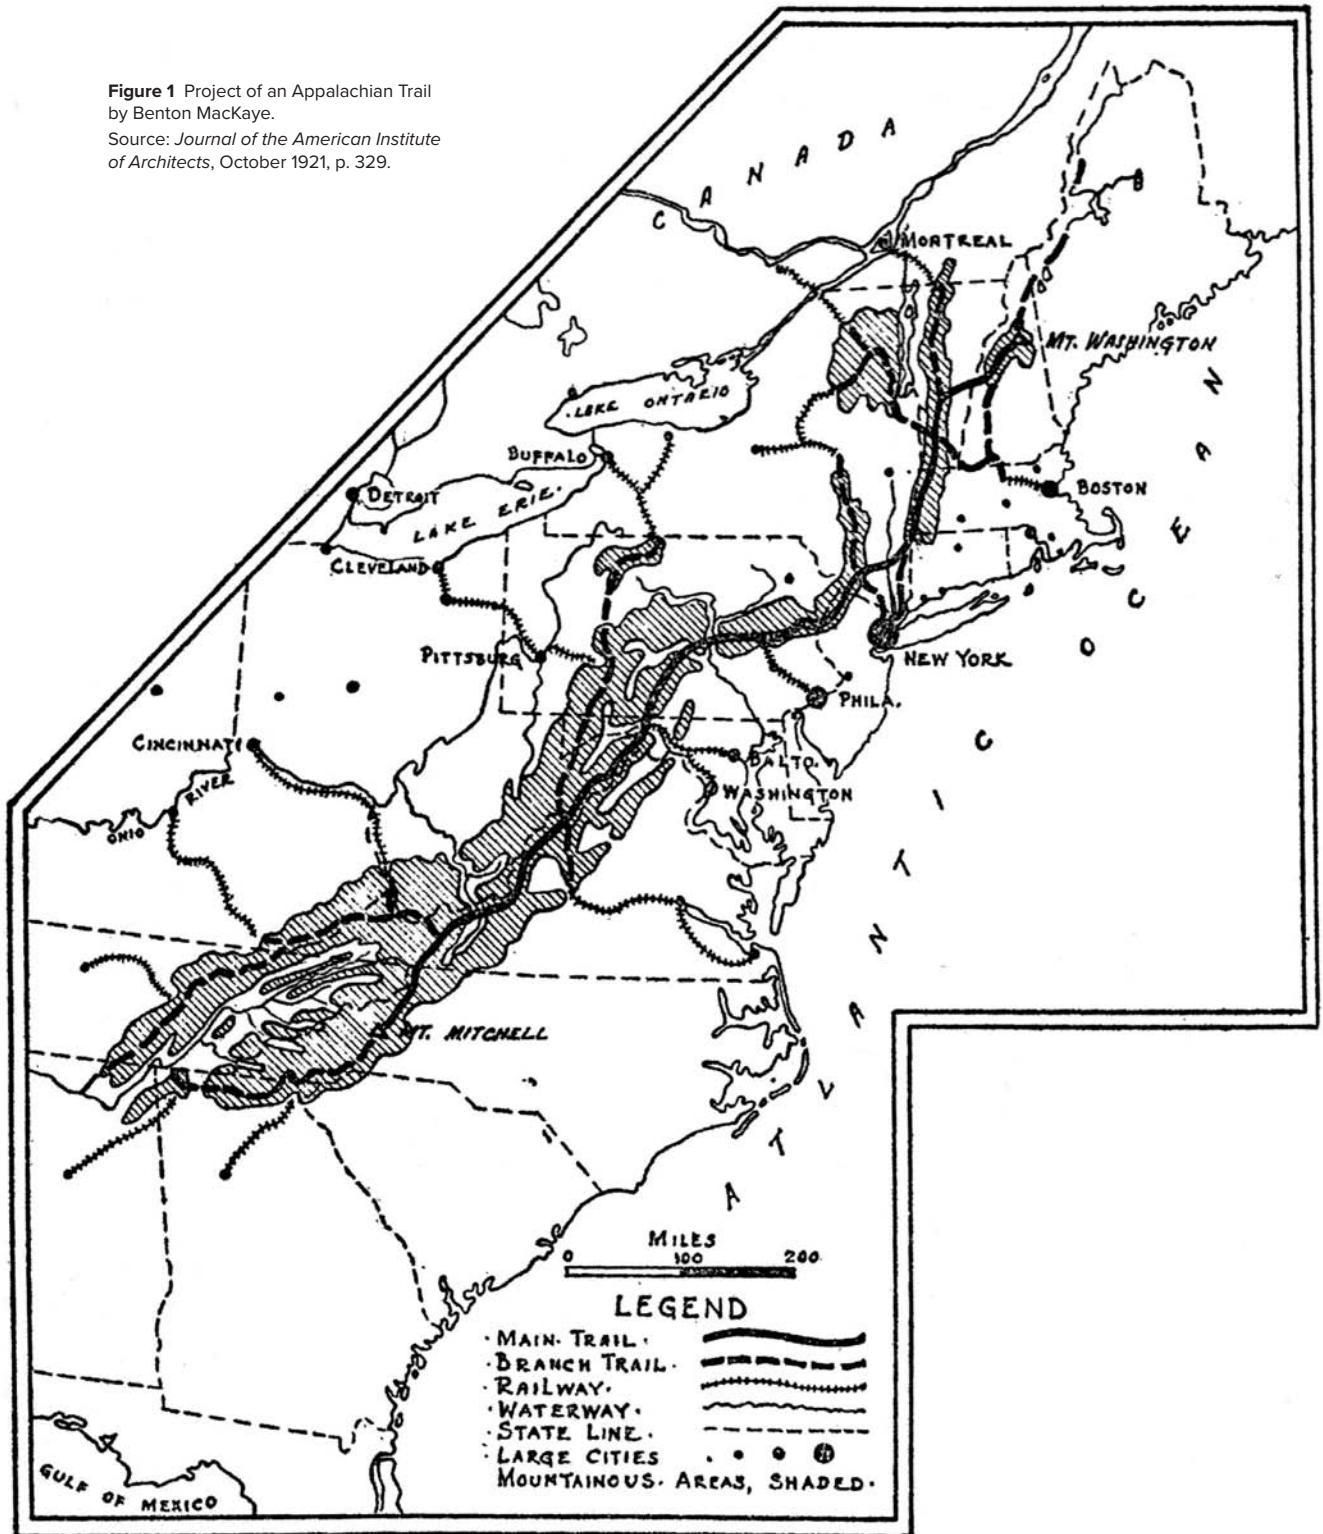 Figure 1 Project of an Appalachian Trail
by Benton MacKaye.
Source: Journal of the American Institute
of Architects, October 1921, p. 329.
CANADA
MONTREAL
MT. WASHINGTON
LAKE ONTARIO
BUFFALO
BOSTON
DETROIT
LAKE ERIE.
CLEVELAND
NEW YORK
PITTSBURG
PHILA.
CINCINNATI
BALTO.
WASHINGTON
OHIO RIVER
ATLANTIC OCEAN
MT. MITCHELL
MILES
0 100 200
LEGEND
· MAIN. TRAIL ·
· BRANCH TRAIL ·
· RAILWAY ·
· WATERWAY ·
· STATE LINE ·
· LARGE CITIES
MOUNTAINOUS. AREAS, SHADED.
GULF OF MEXICO